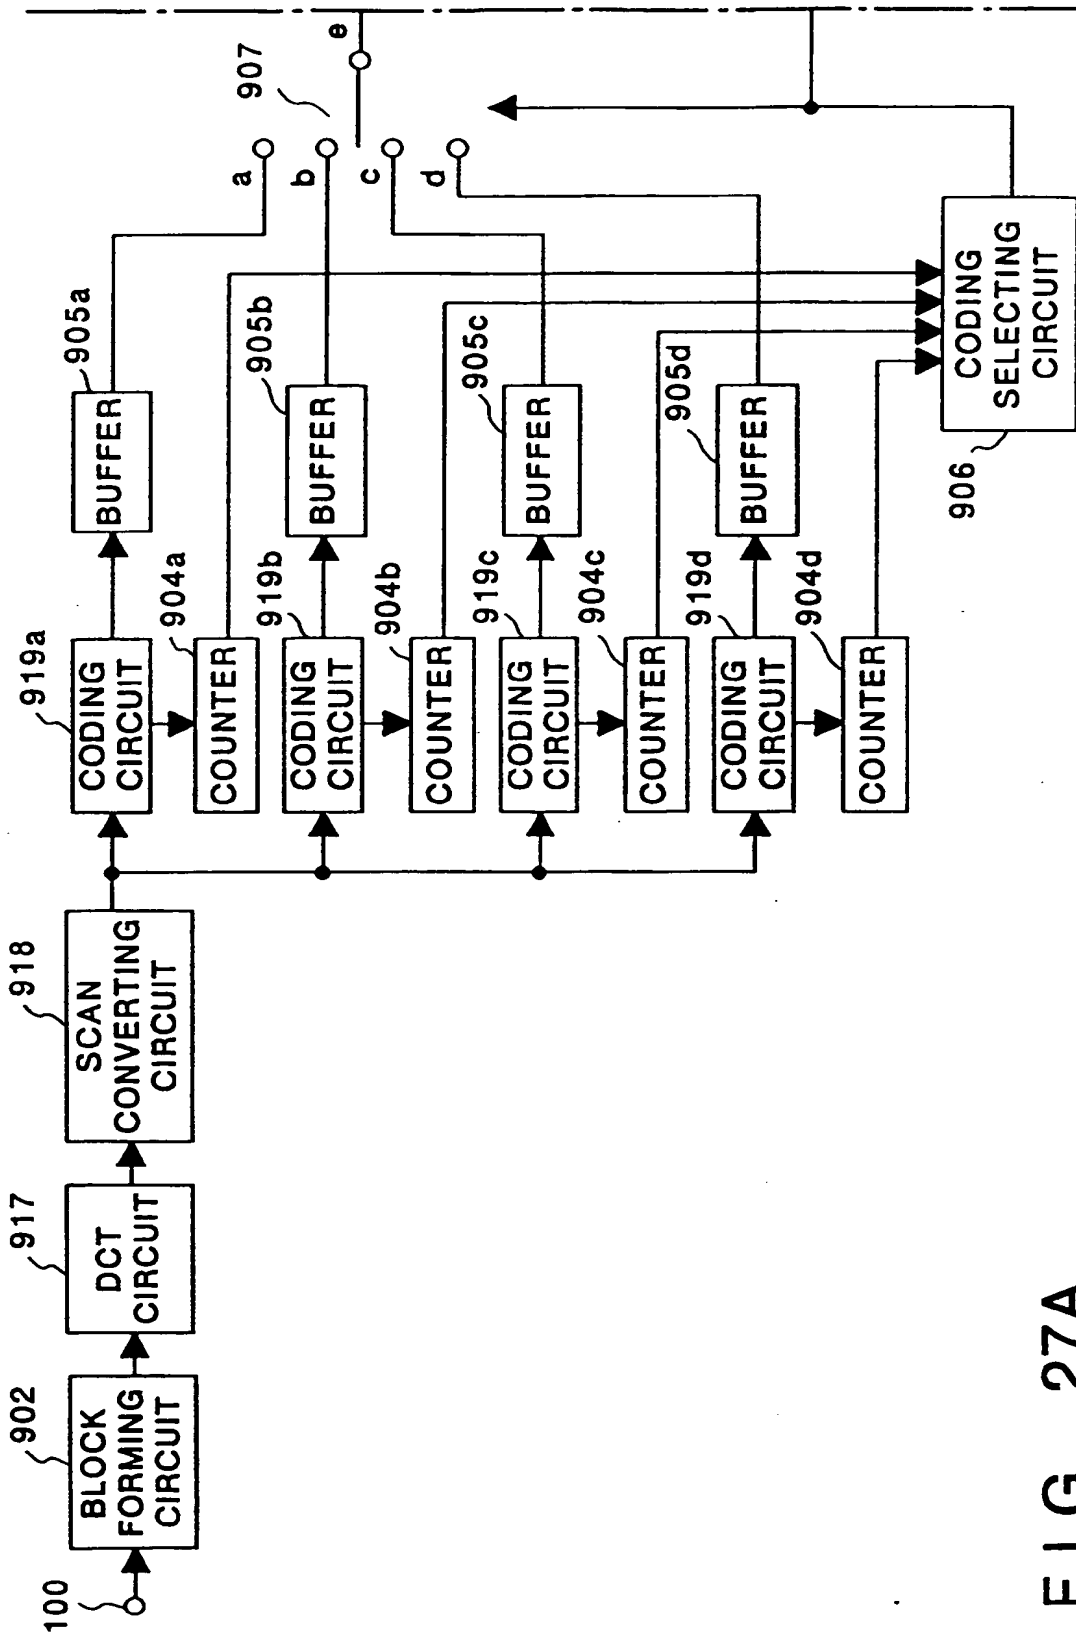 100
902
BLOCK
FORMING
CIRCUIT
917
DCT
CIRCUIT
918
SCAN
CONVERTING
CIRCUIT
919a
CODING
CIRCUIT
905a
BUFFER
904a
COUNTER
919b
CODING
CIRCUIT
905b
BUFFER
904b
COUNTER
919c
CODING
CIRCUIT
905c
BUFFER
904c
COUNTER
919d
CODING
CIRCUIT
905d
BUFFER
904d
COUNTER
a
b
c
d
e
907
906
CODING
SELECTING
CIRCUIT
FIG 27A